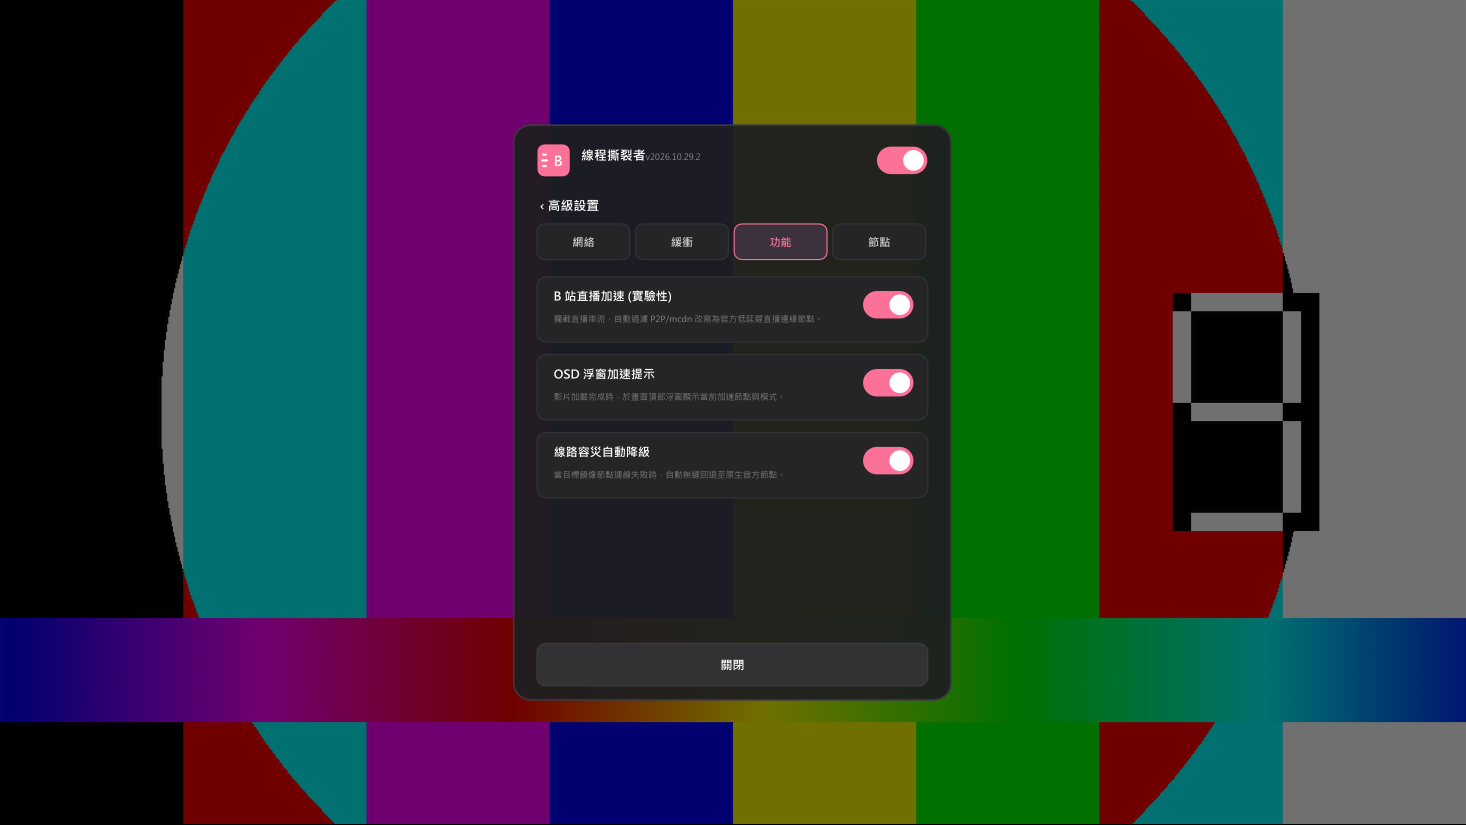 B
線程撕裂者v2026.10.29.2
‹ 高級設置
網絡
緩衝
功能
節點
B 站直播加速 (實驗性)
攔截直播串流，自動過濾 P2P/mcdn 改寫為官方低延遲直播邊緣節點。
OSD 浮窗加速提示
影片加載完成時，於畫面頂部浮窗顯示當前加速節點與模式。
線路容災自動降級
當目標鏡像節點連線失敗時，自動無縫回退至原生官方節點。
關閉
9